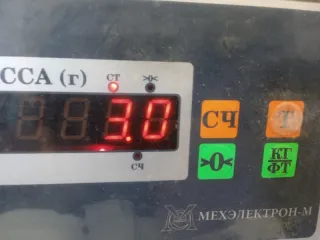 ССА (г)
СТ
>0<
3.0
СЧ
СЧ
Т
>0<
КГ
ФТ
МЕХЭЛЕКТРОН-М